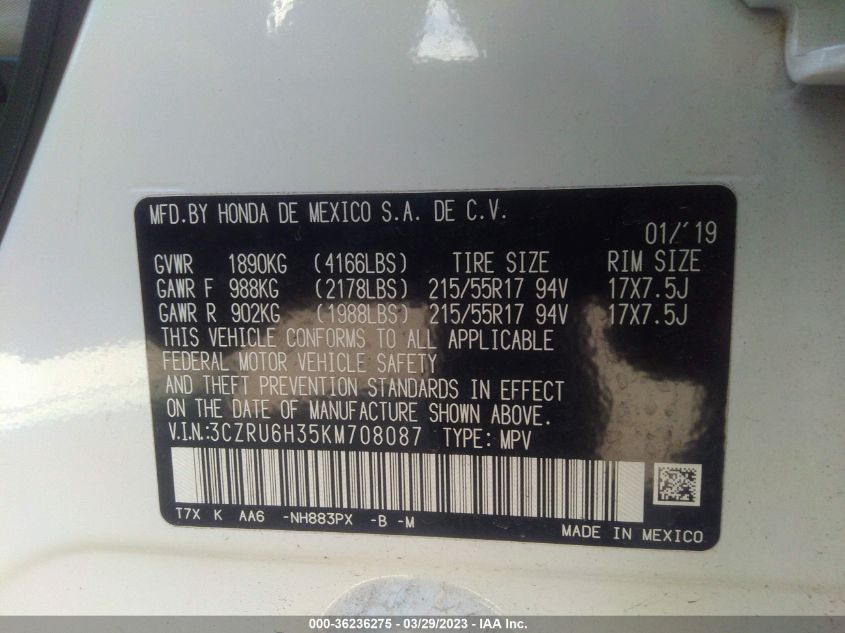 MFD.BY HONDA DE MEXICO S.A. DE C.V.
01/'19
GVWR 1890KG (4166LBS) TIRE SIZE RIM SIZE
GAWR F 988KG (2178LBS) 215/55R17 94V 17X7.5J
GAWR R 902KG (1988LBS) 215/55R17 94V 17X7.5J
THIS VEHICLE CONFORMS TO ALL APPLICABLE
FEDERAL MOTOR VEHICLE SAFETY
AND THEFT PREVENTION STANDARDS IN EFFECT
ON THE DATE OF MANUFACTURE SHOWN ABOVE.
V.I.N.:3CZRU6H35KM708087 TYPE: MPV
T7X K AA6 -NH883PX -B -M
MADE IN MEXICO
000-36236275 - 03/29/2023 - IAA Inc.